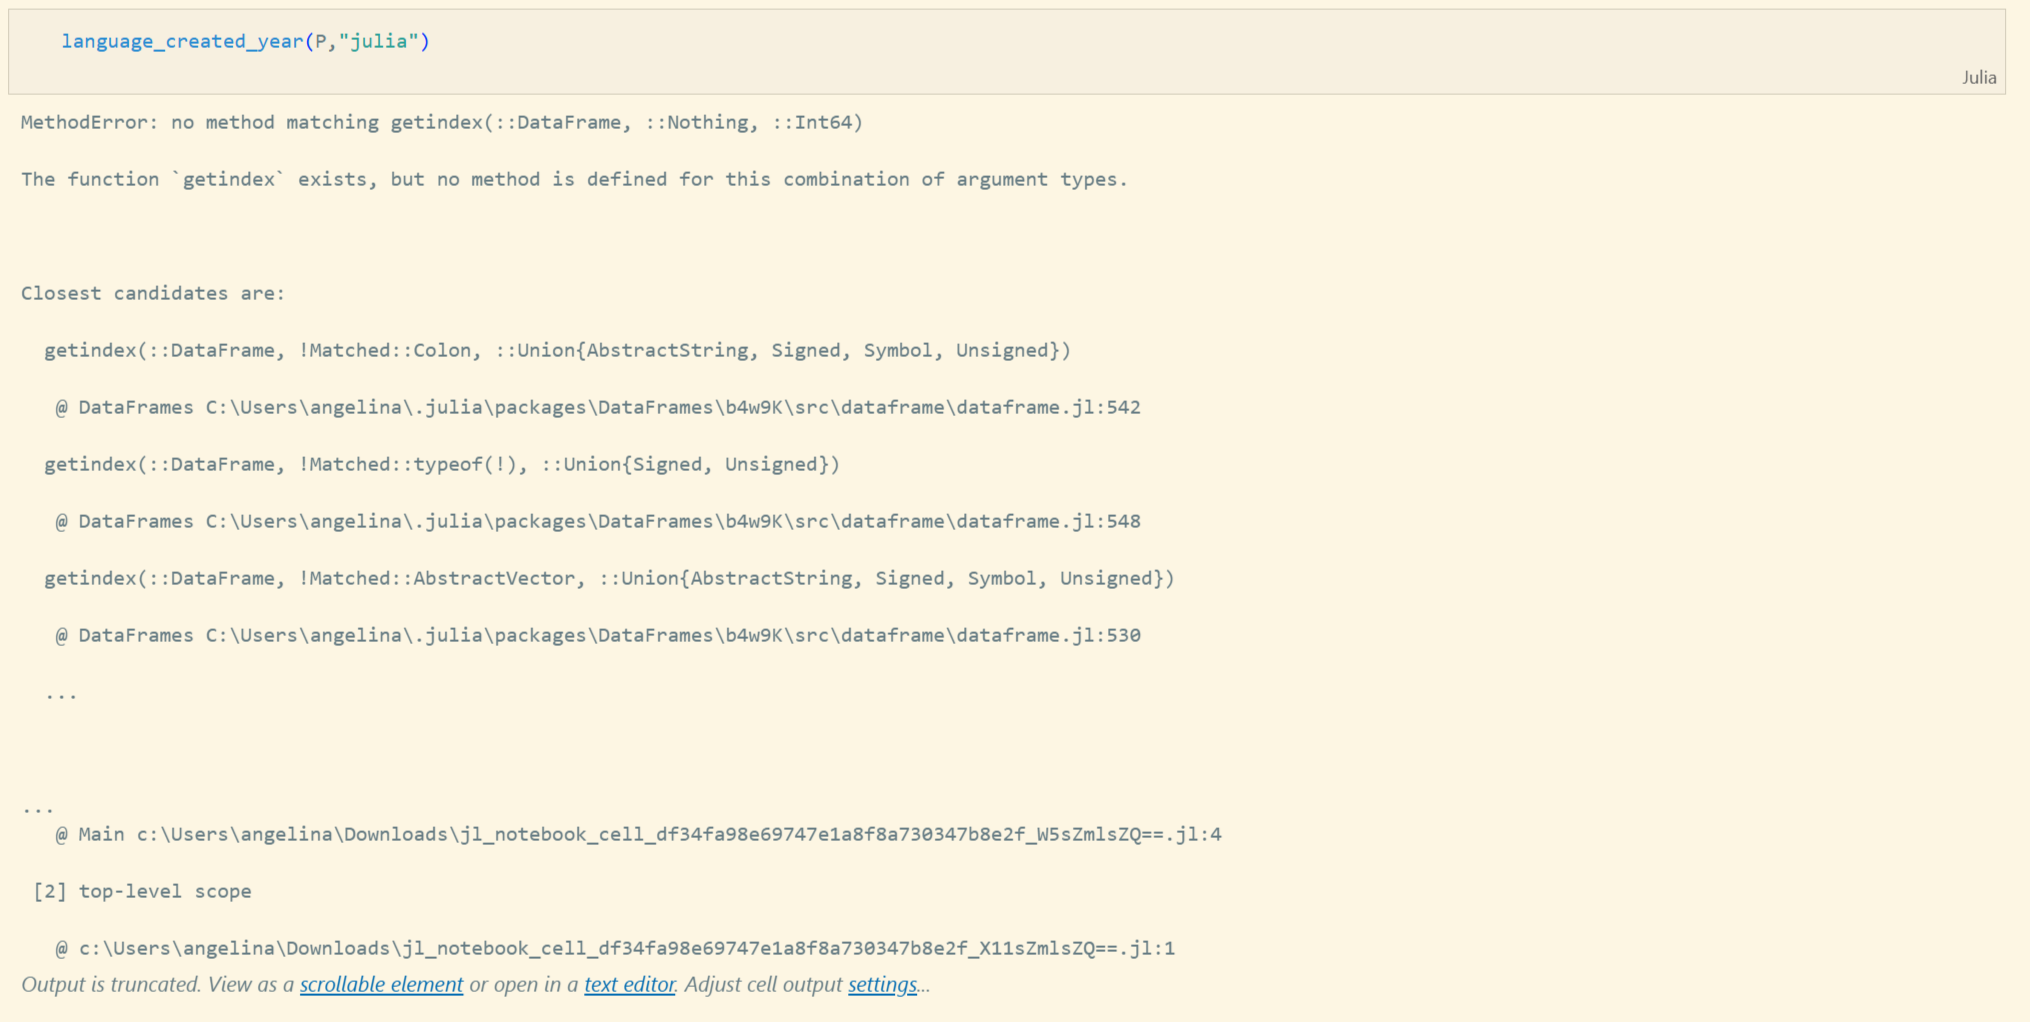 language_created_year(P,"julia")
Julia
MethodError: no method matching getindex(::DataFrame, ::Nothing, ::Int64)
The function `getindex` exists, but no method is defined for this combination of argument types.
Closest candidates are:
getindex(::DataFrame, !Matched::Colon, ::Union{AbstractString, Signed, Symbol, Unsigned})
@ DataFrames C:\Users\angelina\.julia\packages\DataFrames\b4w9K\src\dataframe\dataframe.jl:542
getindex(::DataFrame, !Matched::typeof(!), ::Union{Signed, Unsigned})
@ DataFrames C:\Users\angelina\.julia\packages\DataFrames\b4w9K\src\dataframe\dataframe.jl:548
getindex(::DataFrame, !Matched::AbstractVector, ::Union{AbstractString, Signed, Symbol, Unsigned})
@ DataFrames C:\Users\angelina\.julia\packages\DataFrames\b4w9K\src\dataframe\dataframe.jl:530
...
...
@ Main c:\Users\angelina\Downloads\jl_notebook_cell_df34fa98e69747e1a8f8a730347b8e2f_W5sZmlsZQ==.jl:4
[2] top-level scope
@ c:\Users\angelina\Downloads\jl_notebook_cell_df34fa98e69747e1a8f8a730347b8e2f_X11sZmlsZQ==.jl:1
Output is truncated. View as a scrollable element or open in a text editor. Adjust cell output settings...